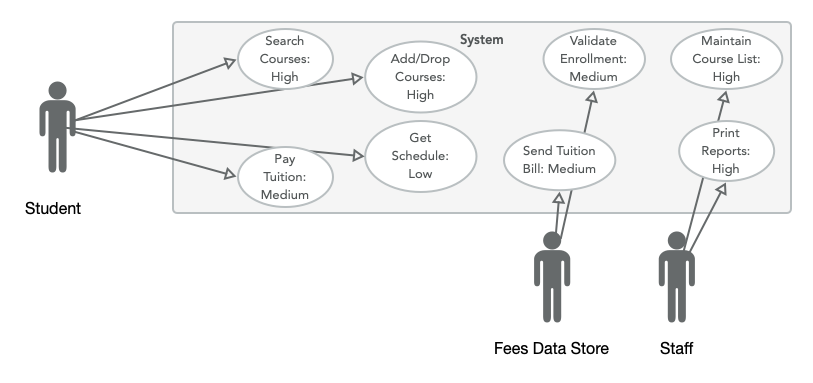 System
Search
Courses:
High
Add/Drop
Courses:
High
Validate
Enrollment:
Medium
Maintain
Course List:
High
Pay
Tuition:
Medium
Get
Schedule:
Low
Send Tuition
Bill: Medium
Print
Reports:
High
Student
Fees Data Store
Staff